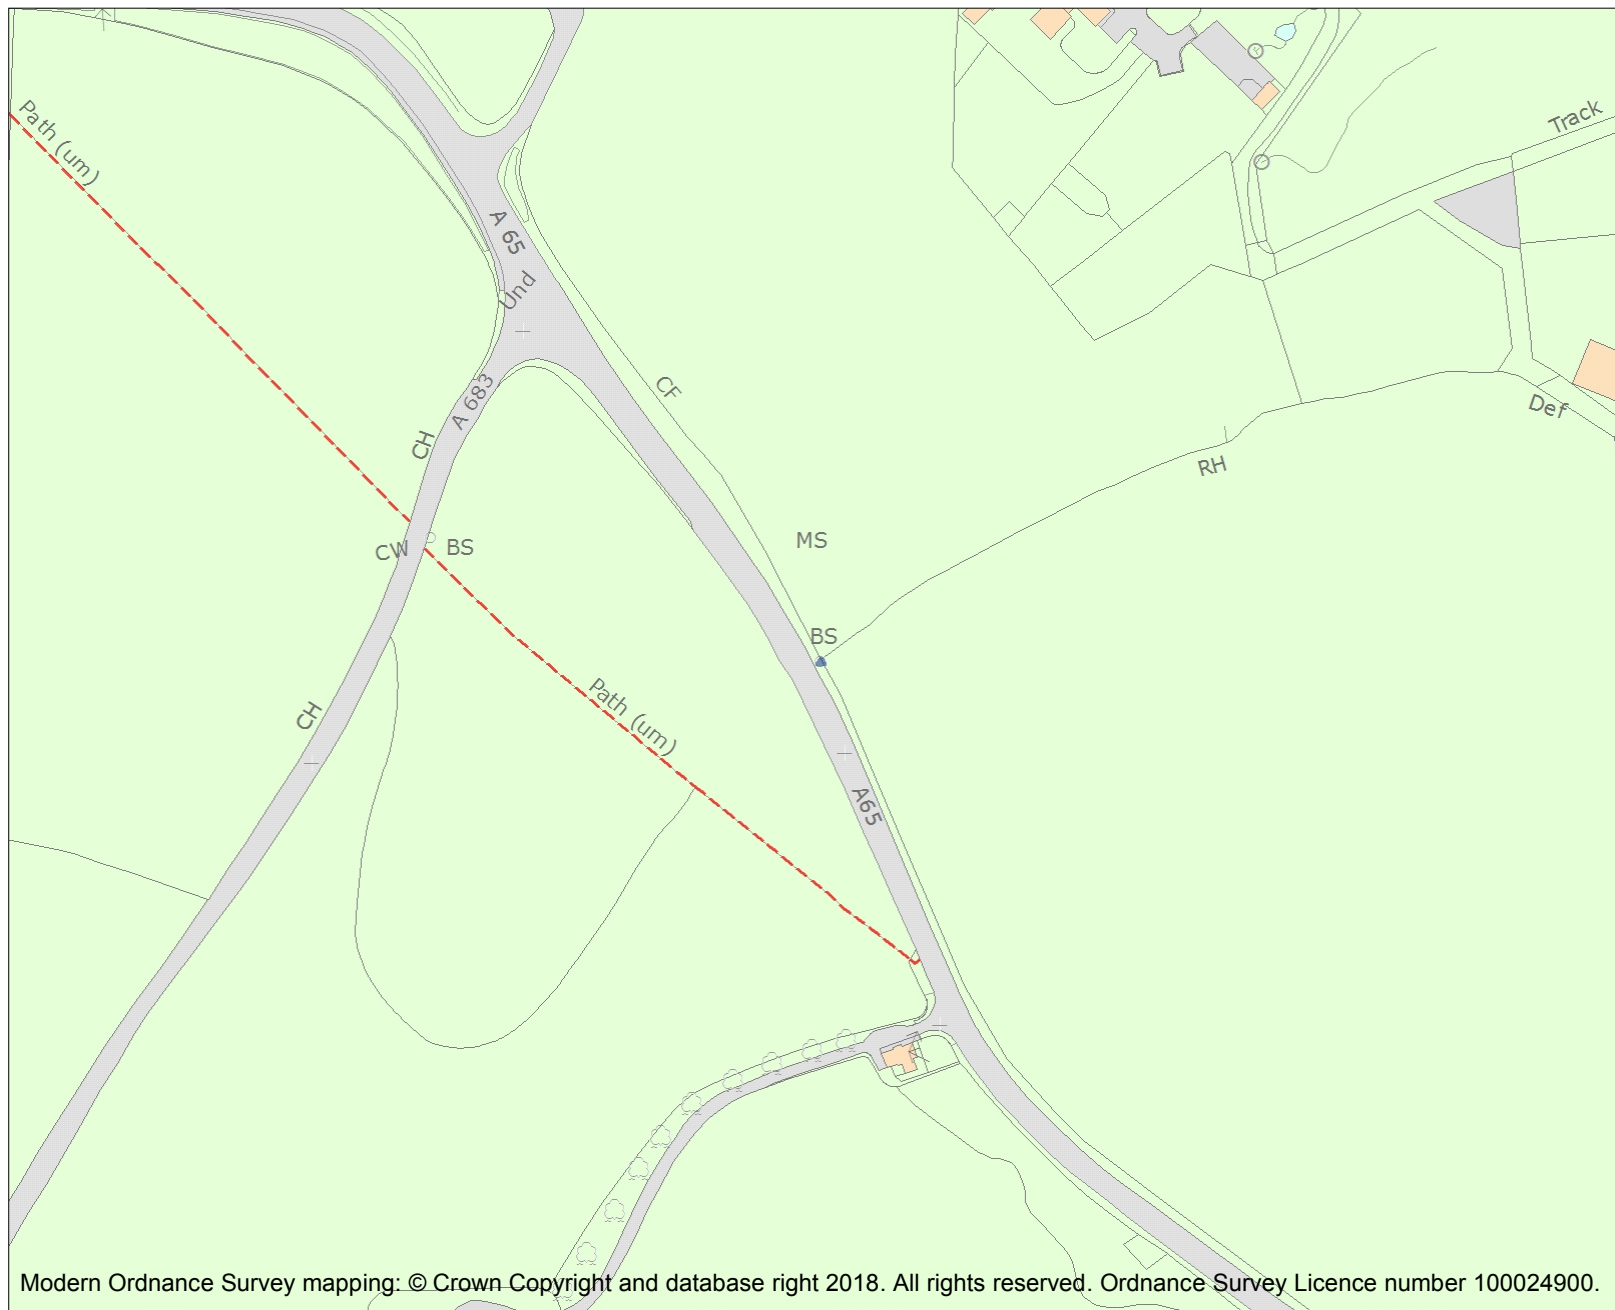 Path (um)
Track
A 65
Und
CF
A 683
CH
Def
RH
MS
CW
BS
BS
Path (um)
CH
A65
Modern Ordnance Survey mapping: © Crown Copyright and database right 2018. All rights reserved. Ordnance Survey Licence number 100024900.